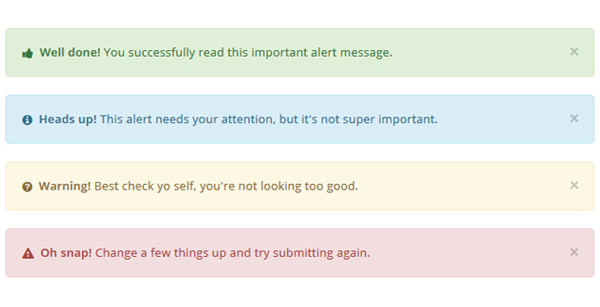 Well done! You successfully read this important alert message.
Heads up! This alert needs your attention, but it's not super important.
Warning! Best check yo self, you're not looking too good.
Oh snap! Change a few things up and try submitting again.